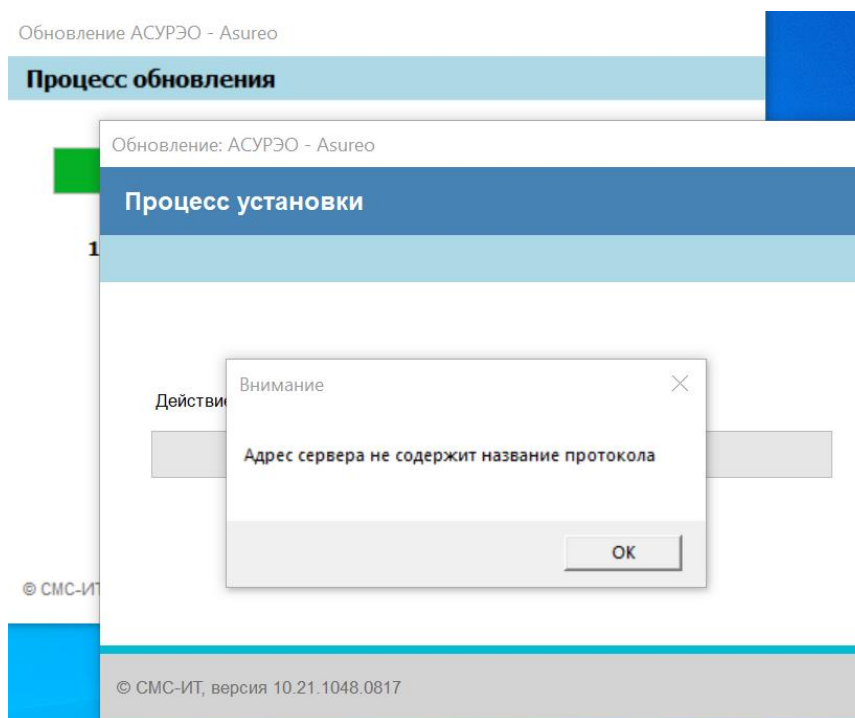 Обновление АСУРЭО - Asureo
Процесс обновления
Обновление: АСУРЭО - Asureo
Процесс установки
1
Внимание
Адрес сервера не содержит название протокола
OK
© СМС-ИТ, версия 10.21.1048.0817
© СМС-ИТ